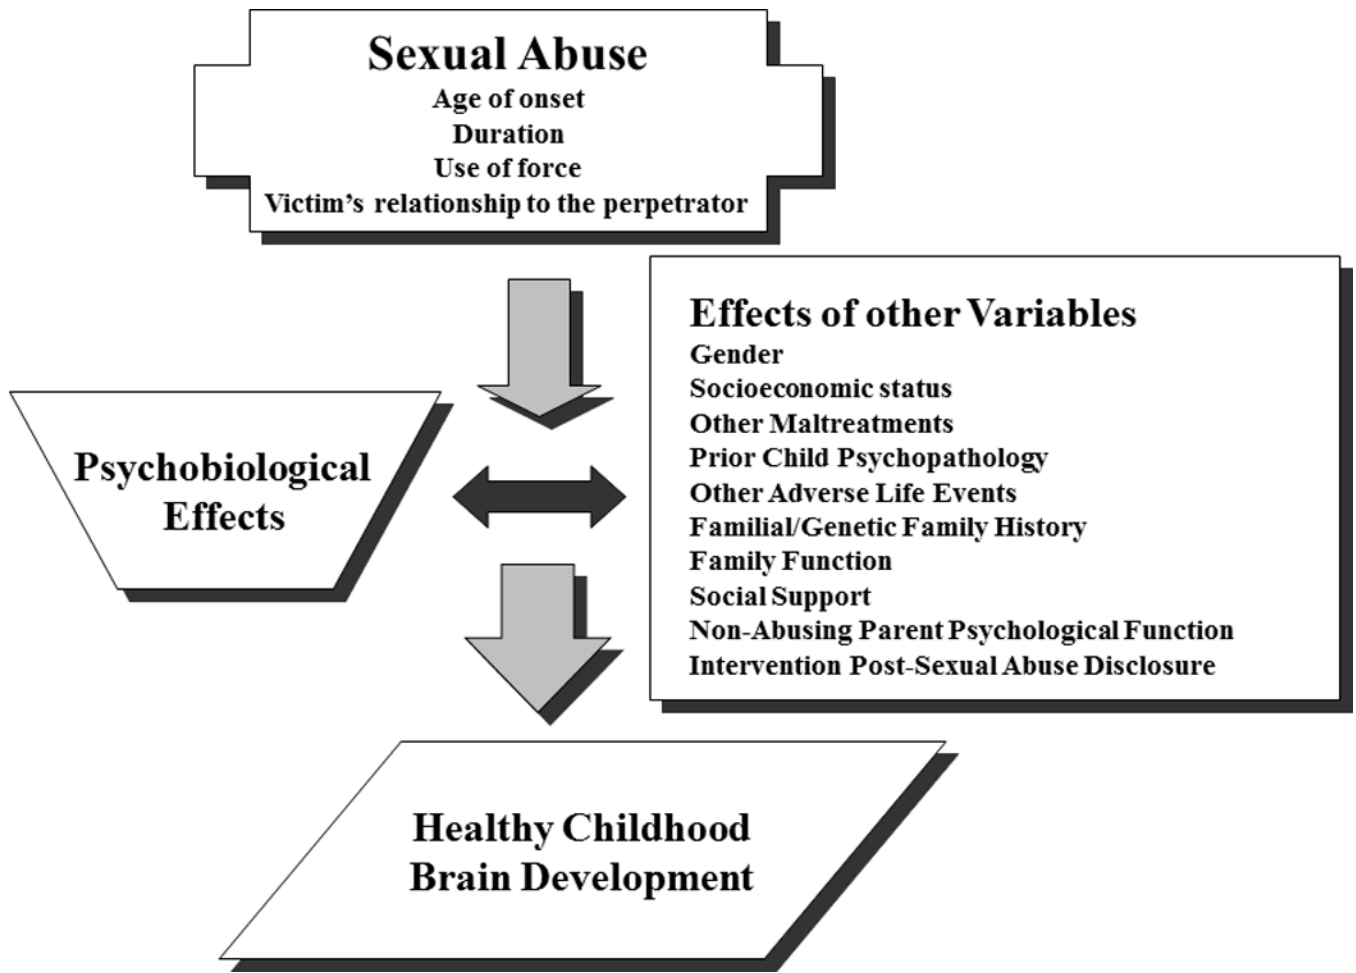 Sexual Abuse
Age of onset
Duration
Use of force
Victim's relationship to the perpetrator
Effects of other Variables
Gender
Socioeconomic status
Other Maltreatments
Prior Child Psychopathology
Other Adverse Life Events
Familial/Genetic Family History
Family Function
Social Support
Non-Abusing Parent Psychological Function
Intervention Post-Sexual Abuse Disclosure
Psychobiological
Effects
Healthy Childhood
Brain Development